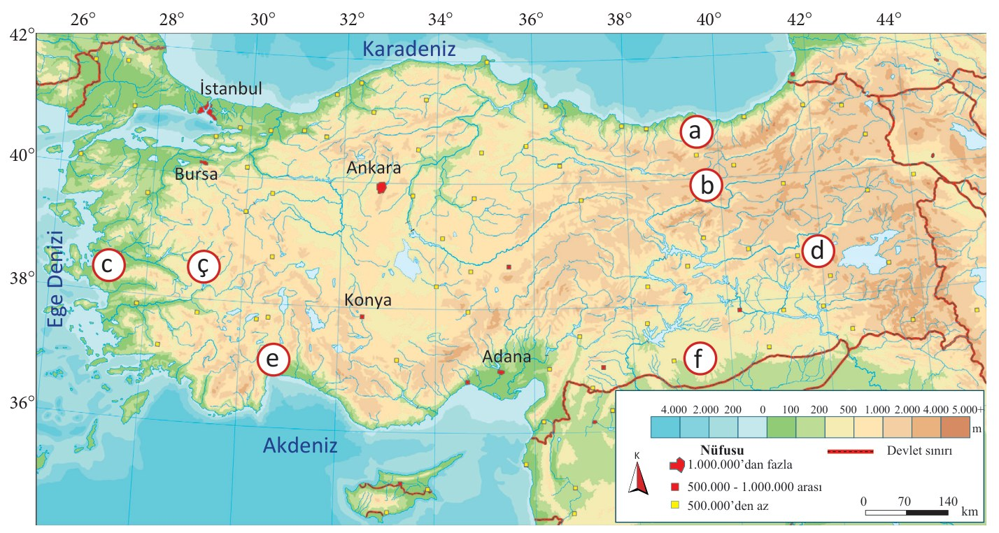 26° 28° 30° 32° 34° 36° 38° 40° 42° 44°
42°
Karadeniz
İstanbul
a
40°
Bursa
Ankara
b
Ege Denizi
c
ç
d
38°
Konya
e
Adana
f
36°
Akdeniz
4.000 2.000 200 0 100 200 500 1.000 2.000 4.000 5.000+
m
Nüfusu
Devlet sınırı
K
1.000.000’dan fazla
500.000 - 1.000.000 arası
500.000’den az
0 70 140
km